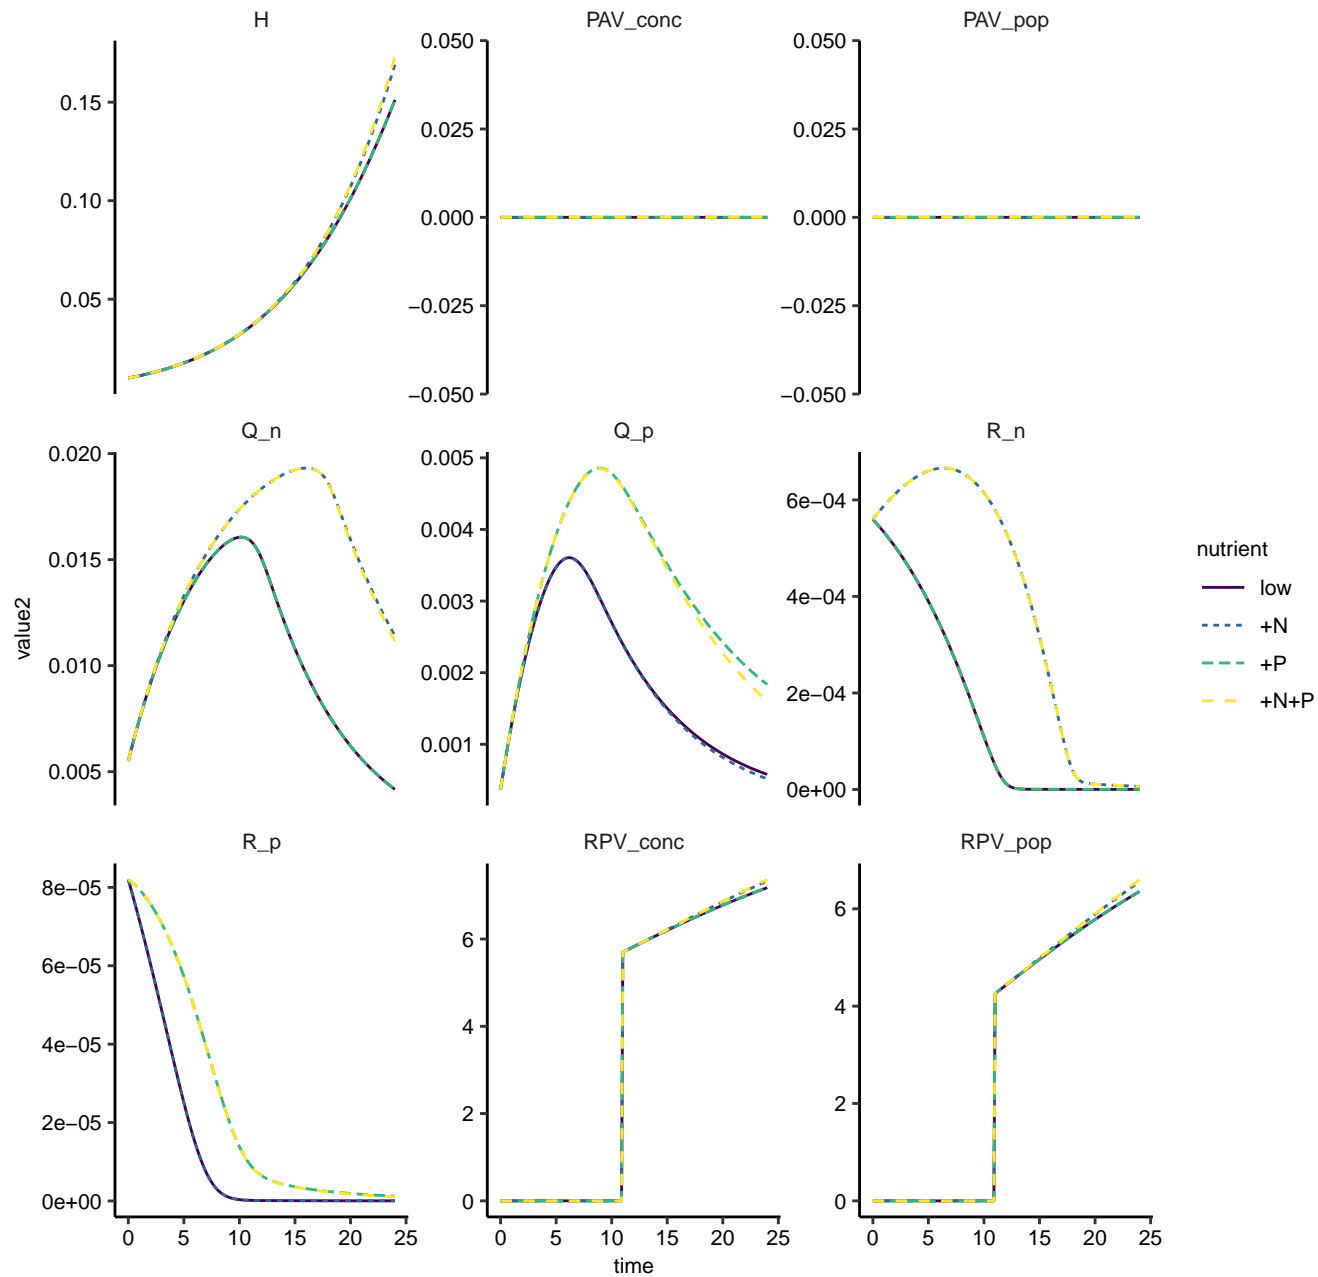 H
PAV_conc
PAV_pop
0.15
0.10
0.05
0.050
0.025
0.000
−0.025
−0.050
0.050
0.025
0.000
−0.025
−0.050
Q_n
Q_p
R_n
0.020
0.015
0.010
0.005
0.005
0.004
0.003
0.002
0.001
6e−04
4e−04
2e−04
0e+00
value2
nutrient
low
+N
+P
+N+P
R_p
RPV_conc
RPV_pop
8e−05
6e−05
4e−05
2e−05
0e+00
6
4
2
0
6
4
2
0
0 5 10 15 20 25
0 5 10 15 20 25
0 5 10 15 20 25
time